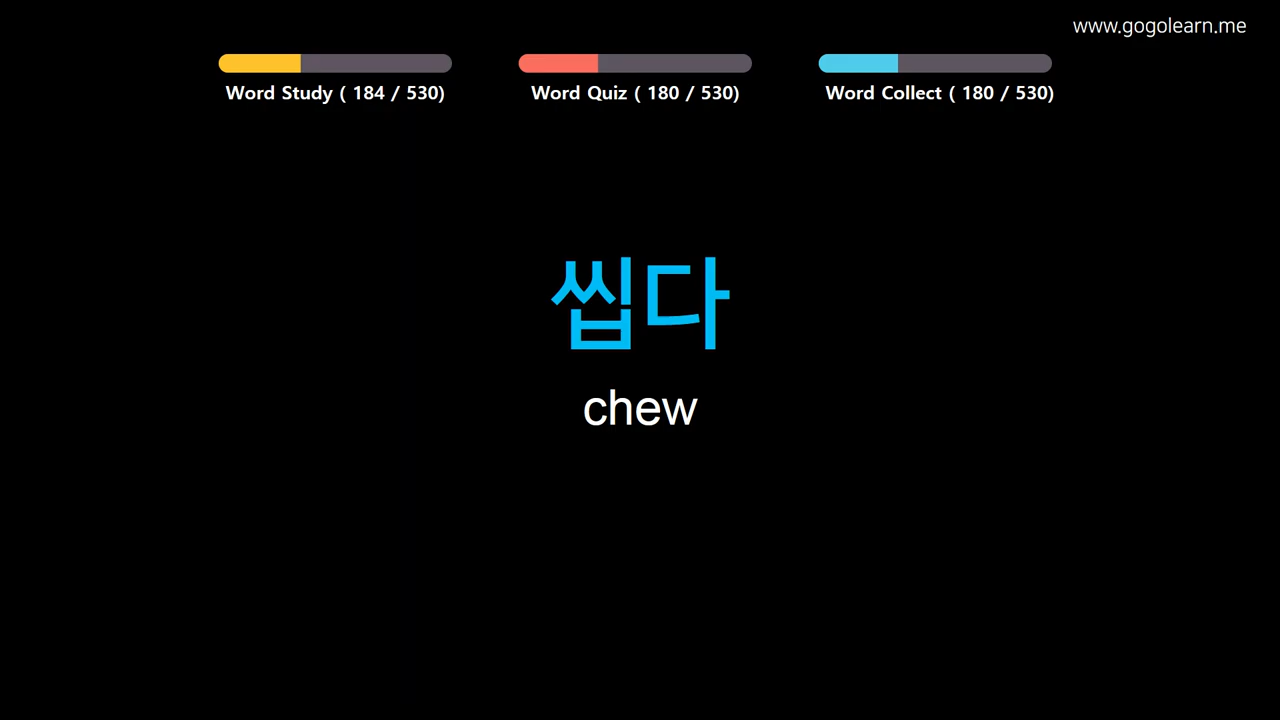 www.gogolearn.me
Word Study ( 184 / 530)
Word Quiz ( 180 / 530)
Word Collect ( 180 / 530)
씹다
chew